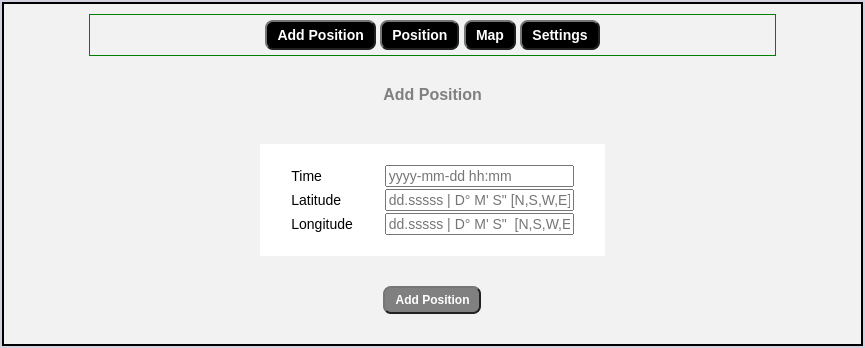 Add Position Position Map Settings
Add Position
Time yyyy-mm-dd hh:mm
Latitude dd.sssss | D° M' S" [N,S,W,E]
Longitude dd.sssss | D° M' S"  [N,S,W,E
Add Position